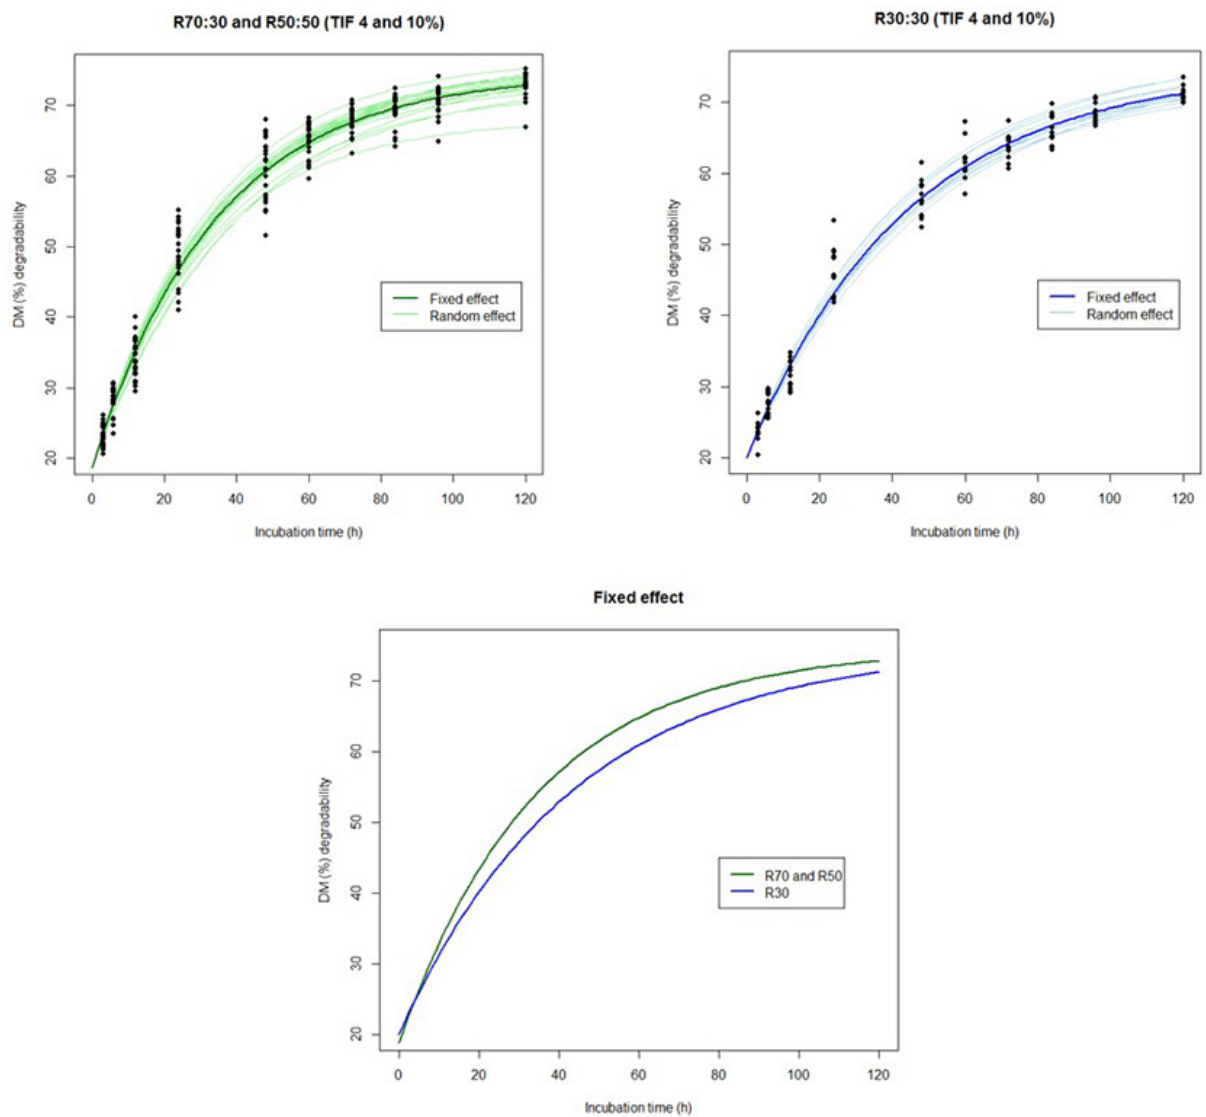 R70:30 and R50:50 (TIF 4 and 10%)
DM (%) degradability
70
60
50
40
30
20
Fixed effect
Random effect
0 20 40 60 80 100 120
Incubation time (h)
R30:30 (TIF 4 and 10%)
DM (%) degradability
70
60
50
40
30
20
Fixed effect
Random effect
0 20 40 60 80 100 120
Incubation time (h)
Fixed effect
DM (%) degradability
70
60
50
40
30
20
R70 and R50
R30
0 20 40 60 80 100 120
Incubation time (h)